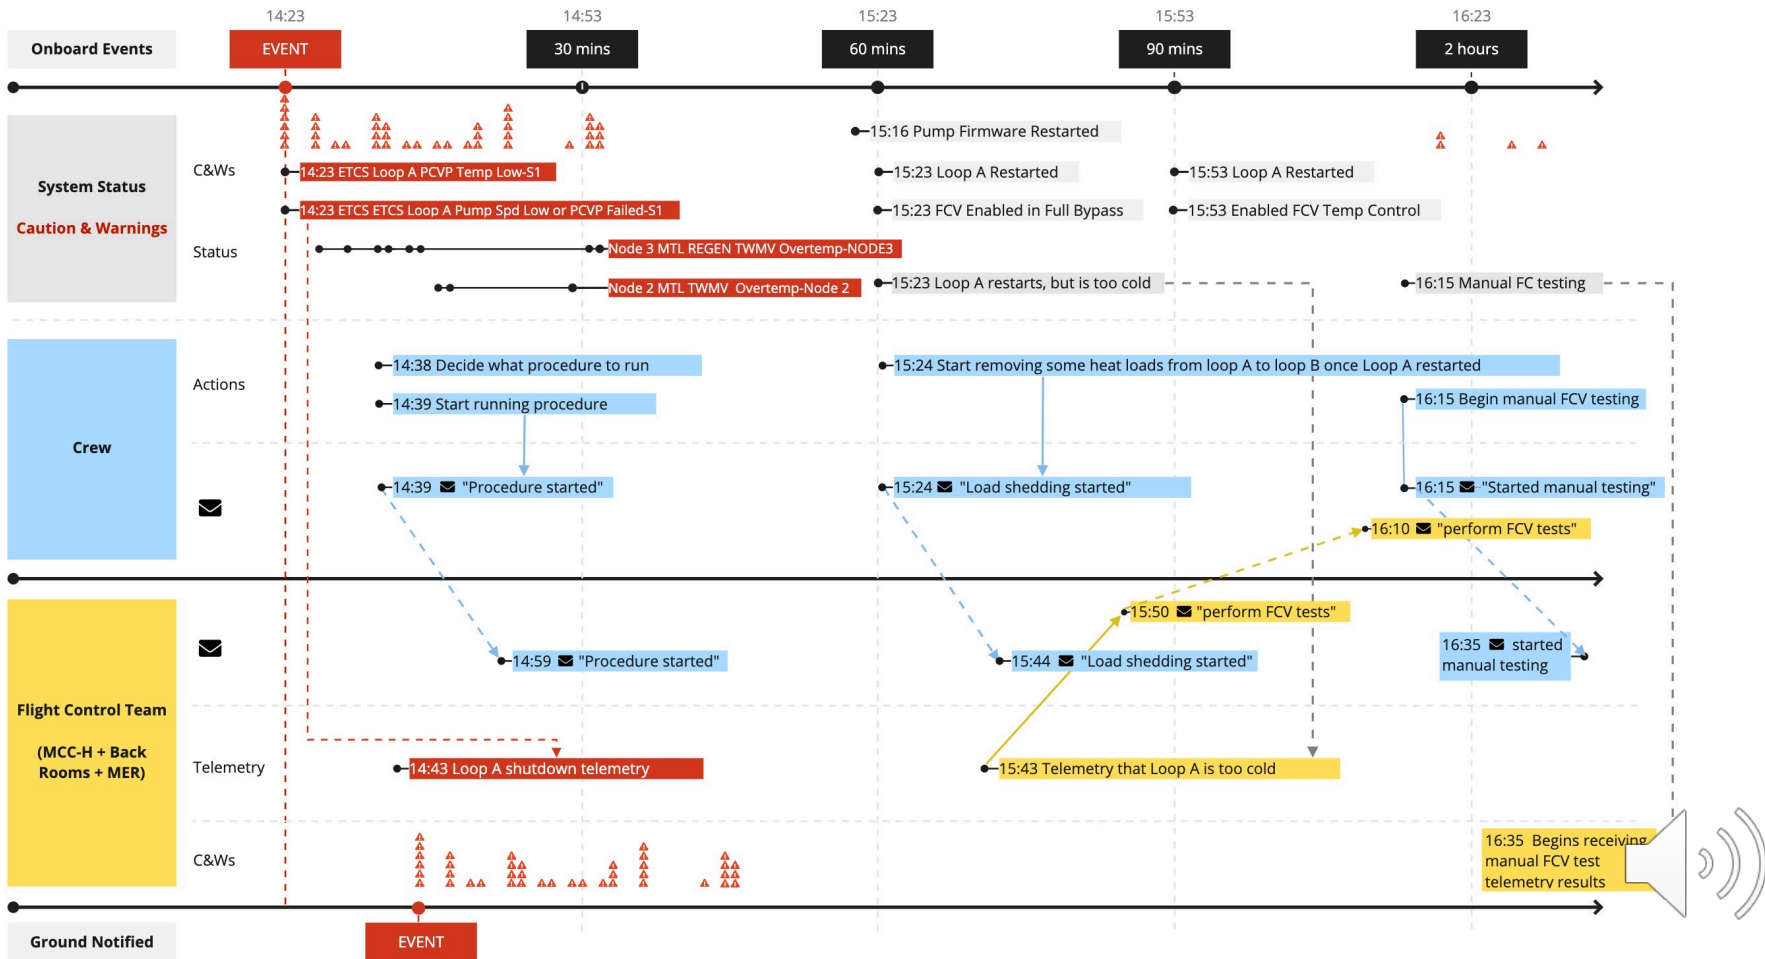 14:23
14:53
15:23
15:53
16:23
Onboard Events
EVENT
30 mins
60 mins
90 mins
2 hours
System Status
Caution & Warnings
C&Ws
15:16 Pump Firmware Restarted
14:23 ETCS Loop A PCVP Temp Low-S1
15:23 Loop A Restarted
15:53 Loop A Restarted
14:23 ETCS ETCS Loop A Pump Spd Low or PCVP Failed-S1
15:23 FCV Enabled in Full Bypass
15:53 Enabled FCV Temp Control
Status
Node 3 MTL REGEN TWMV Overtemp-NODE3
Node 2 MTL TWMV Overtemp-Node 2
15:23 Loop A restarts, but is too cold
16:15 Manual FC testing
Crew
Actions
14:38 Decide what procedure to run
15:24 Start removing some heat loads from loop A to loop B once Loop A restarted
14:39 Start running procedure
16:15 Begin manual FCV testing
14:39 "Procedure started"
15:24 "Load shedding started"
16:15 "Started manual testing"
16:10 "perform FCV tests"
Flight Control Team
(MCC-H + Back
Rooms + MER)
15:50 "perform FCV tests"
14:59 "Procedure started"
15:44 "Load shedding started"
16:35 started
manual testing
Telemetry
14:43 Loop A shutdown telemetry
15:43 Telemetry that Loop A is too cold
C&Ws
16:35 Begins receiving
manual FCV test
telemetry results
Ground Notified
EVENT